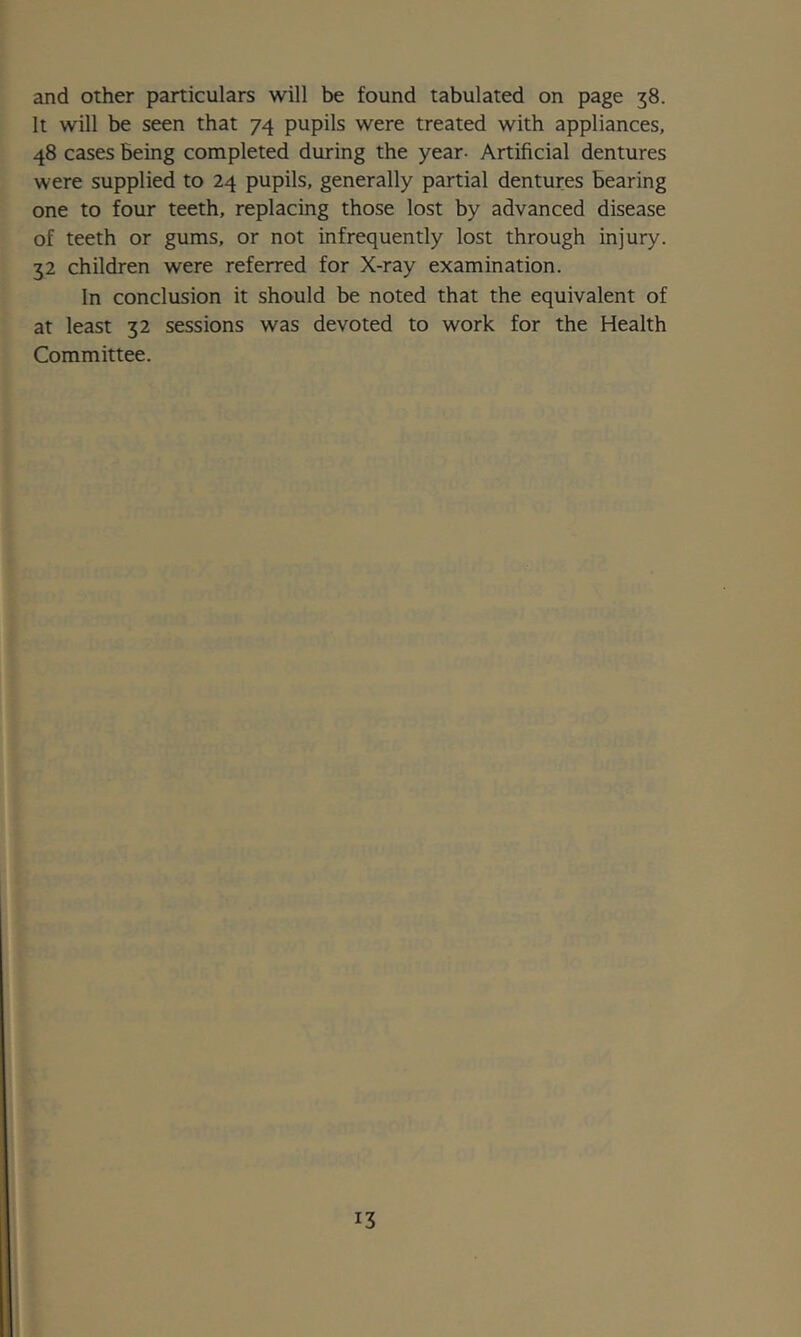 and other particulars will be found tabulated on page 38.
It will be seen that 74 pupils were treated with appliances,
48 cases being completed during the year. Artificial dentures
were supplied to 24 pupils, generally partial dentures bearing
one to four teeth, replacing those lost by advanced disease
of teeth or gums, or not infrequently lost through injury.
32 children were referred for X-ray examination.
In conclusion it should be noted that the equivalent of
at least 32 sessions was devoted to work for the Health
Committee.
13